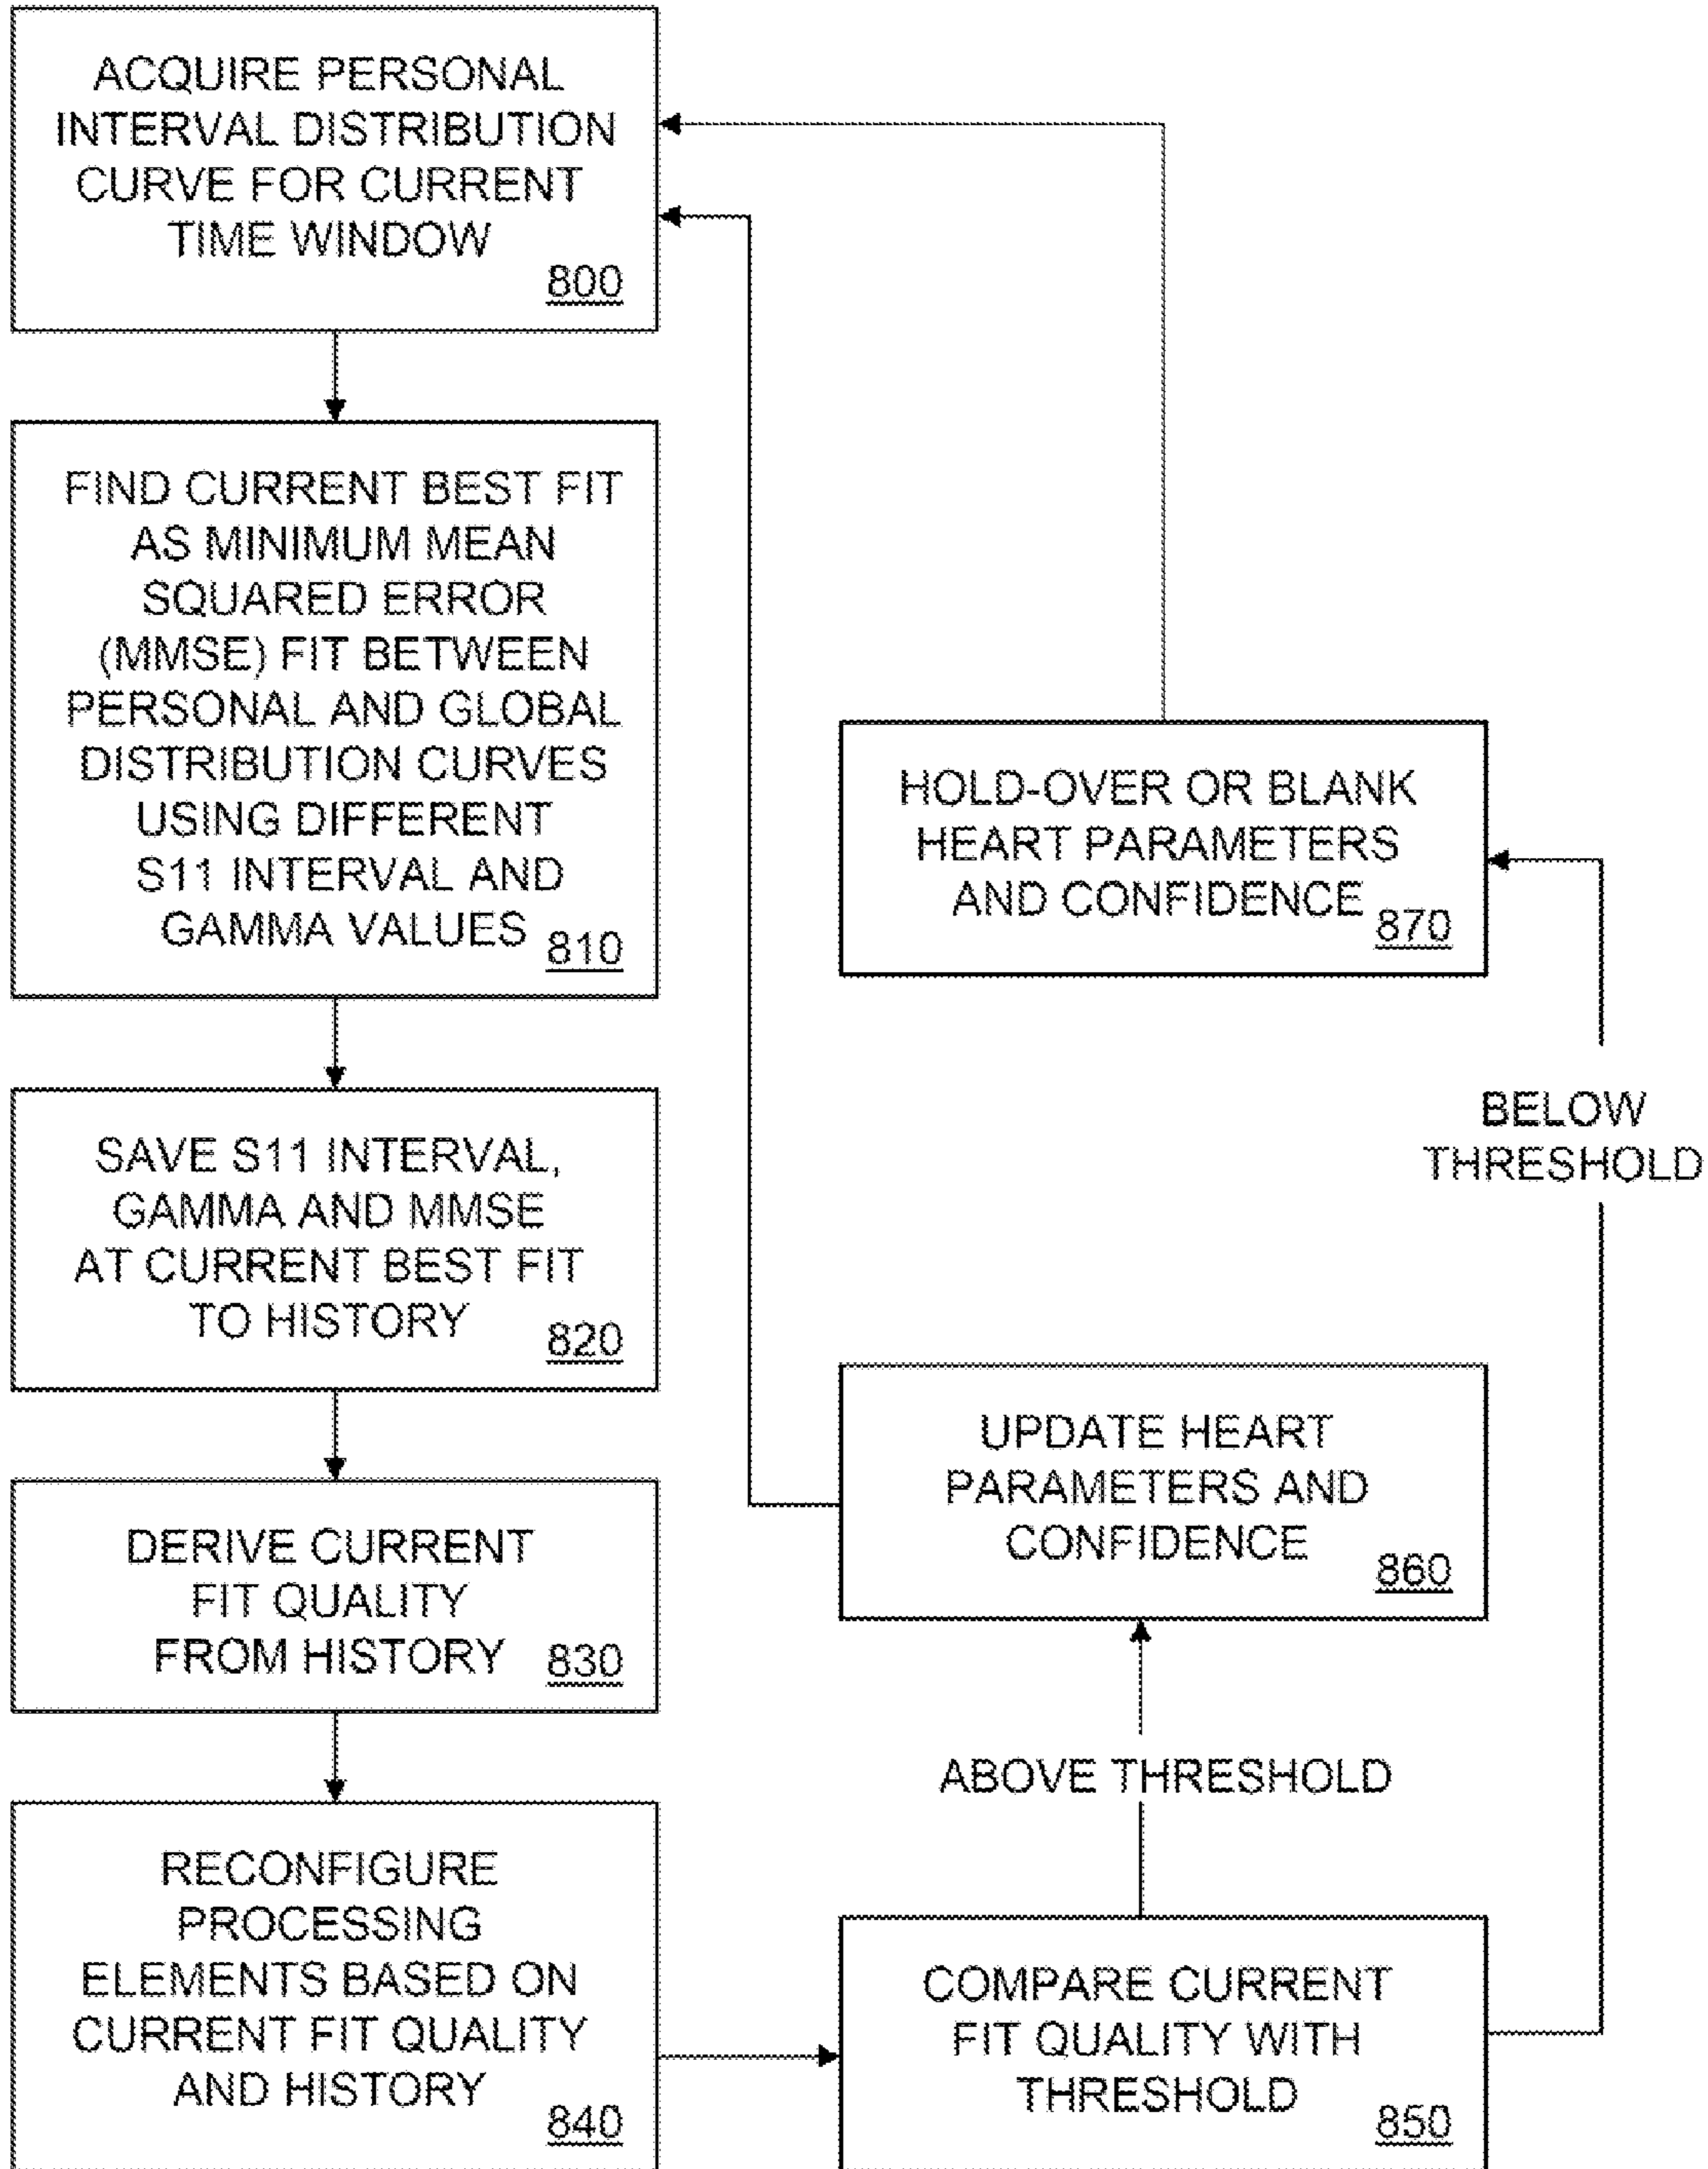 ACQUIRE PERSONAL
INTERVAL DISTRIBUTION
CURVE FOR CURRENT
TIME WINDOW
800
FIND CURRENT BEST FIT
AS MINIMUM MEAN
SQUARED ERROR
(MMSE) FIT BETWEEN
PERSONAL AND GLOBAL
DISTRIBUTION CURVES
USING DIFFERENT
S11 INTERVAL AND
GAMMA VALUES
810
SAVE S11 INTERVAL,
GAMMA AND MMSE
AT CURRENT BEST FIT
TO HISTORY
820
DERIVE CURRENT
FIT QUALITY
FROM HISTORY
830
RECONFIGURE
PROCESSING
ELEMENTS BASED ON
CURRENT FIT QUALITY
AND HISTORY
840
COMPARE CURRENT
FIT QUALITY WITH
THRESHOLD
850
ABOVE THRESHOLD
UPDATE HEART
PARAMETERS AND
CONFIDENCE
860
BELOW
THRESHOLD
HOLD-OVER OR BLANK
HEART PARAMETERS
AND CONFIDENCE
870